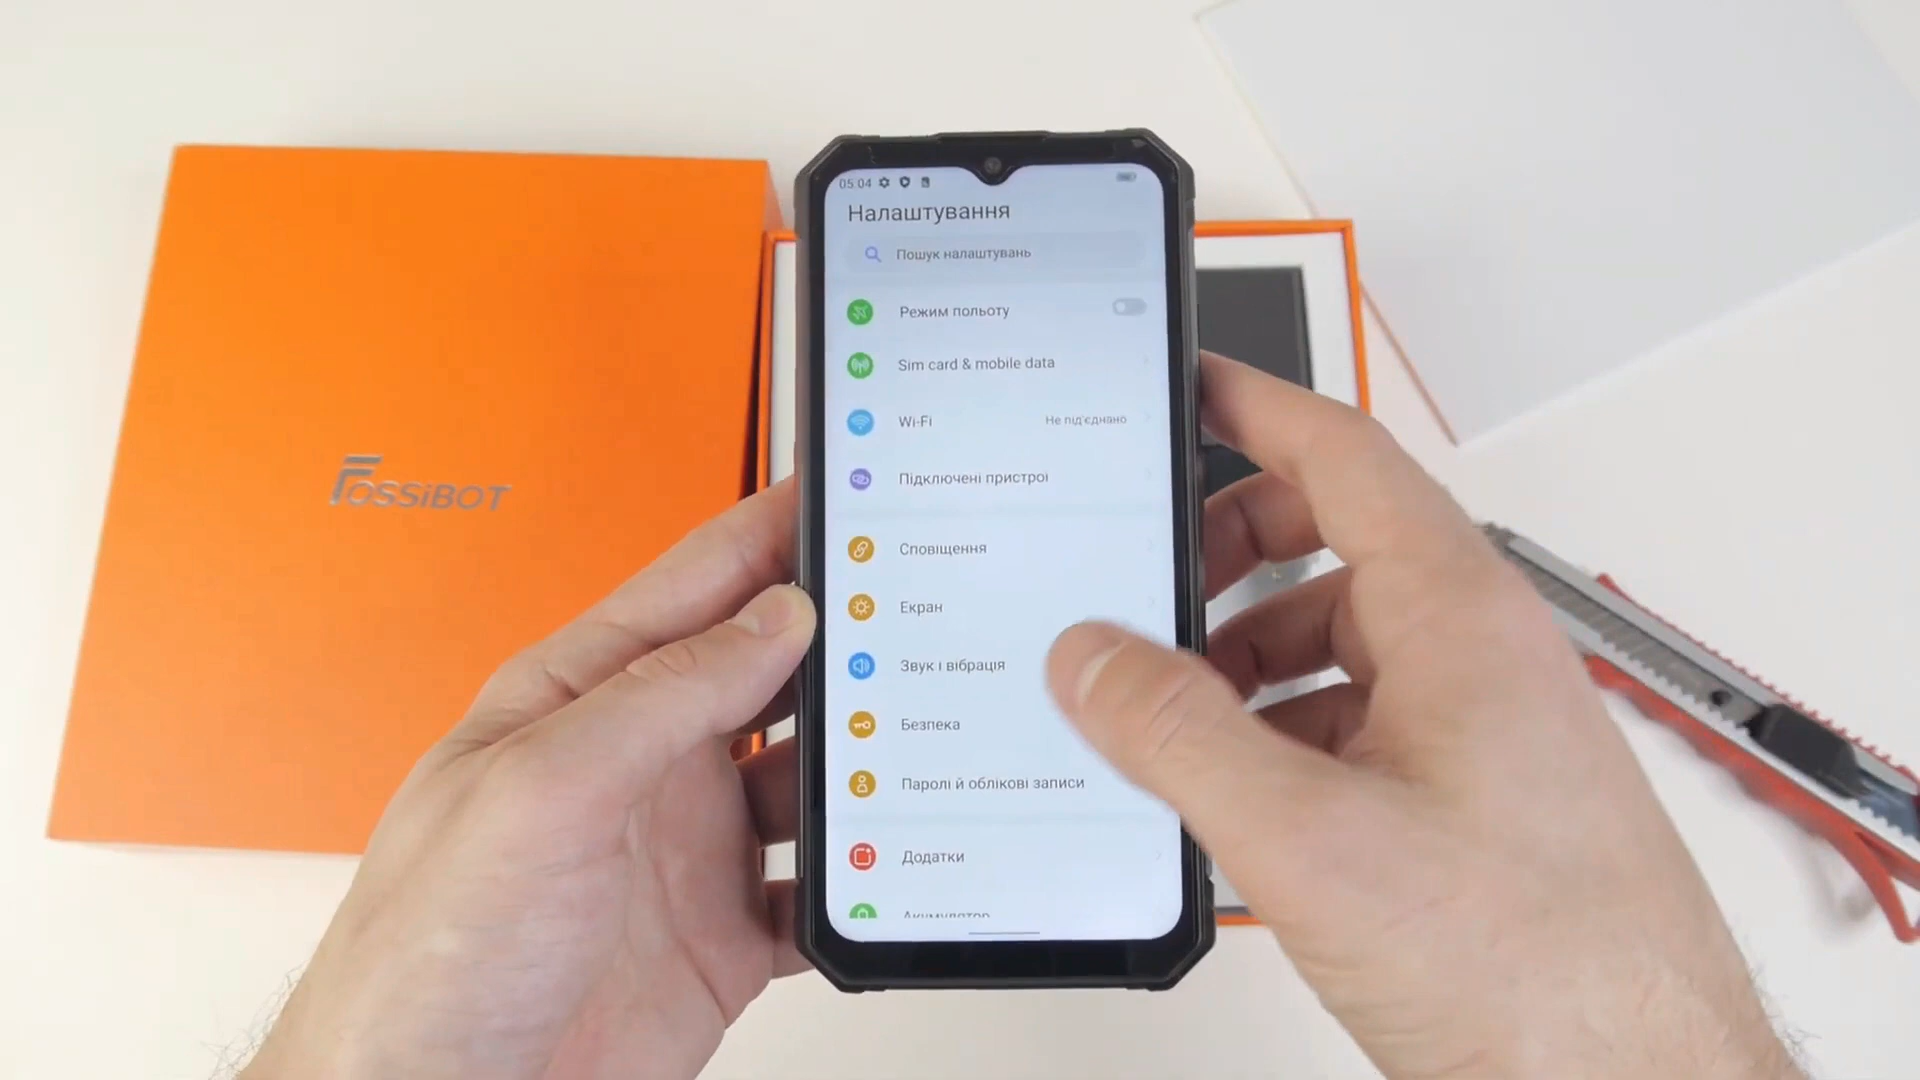 FOSSiBOT
05:04
Налаштування
Пошук налаштувань
Режим польоту
Sim card & mobile data
Wi-Fi
Не під'єднано
Підключені пристрої
Сповіщення
Екран
Звук і вібрація
Безпека
Паролі й облікові записи
Додатки
Акумулятор